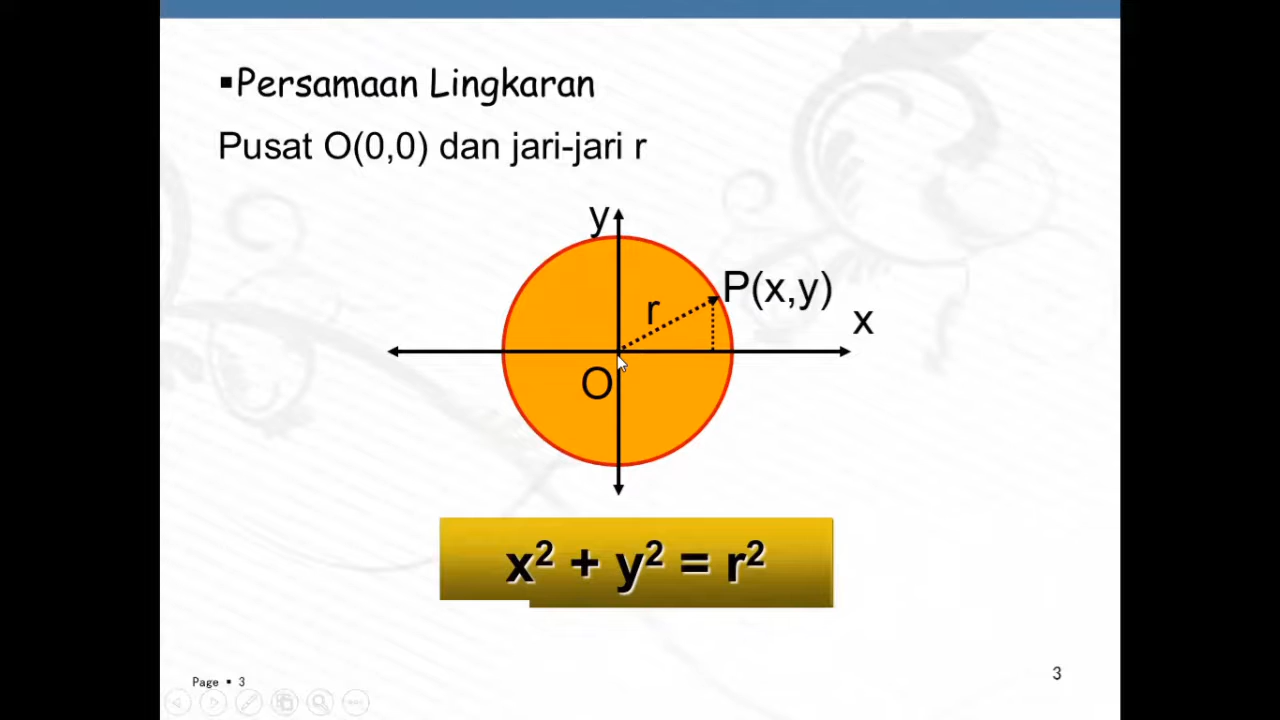 ▪Persamaan Lingkaran
Pusat O(0,0) dan jari-jari r
y
P(x,y)
r
x
O
x² + y² = r²
Page ▪ 3
3